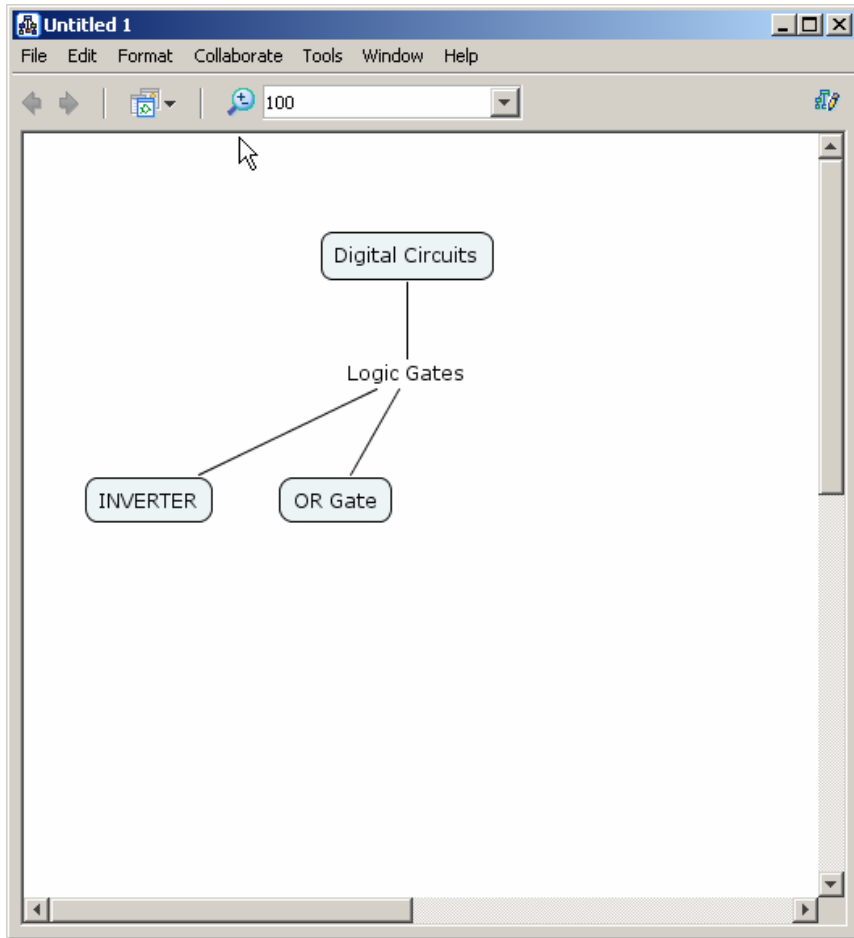 Untitled 1
File Edit Format Collaborate Tools Window Help
100
Digital Circuits
Logic Gates
INVERTER OR Gate